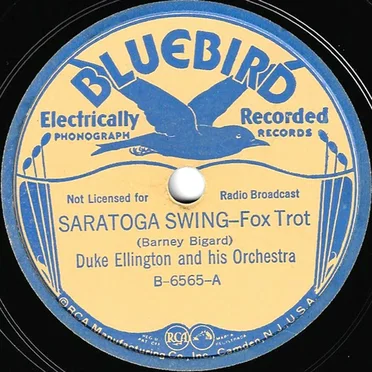 BLUEBIRD
Electrically Recorded
PHONOGRAPH RECORDS
Not Licensed for Radio Broadcast
SARATOGA SWING–Fox Trot
(Barney Bigard)
Duke Ellington and his Orchestra
B-6565-A
RCA
©RCA Manufacturing Co., Inc., Camden, N.J., U.S.A.